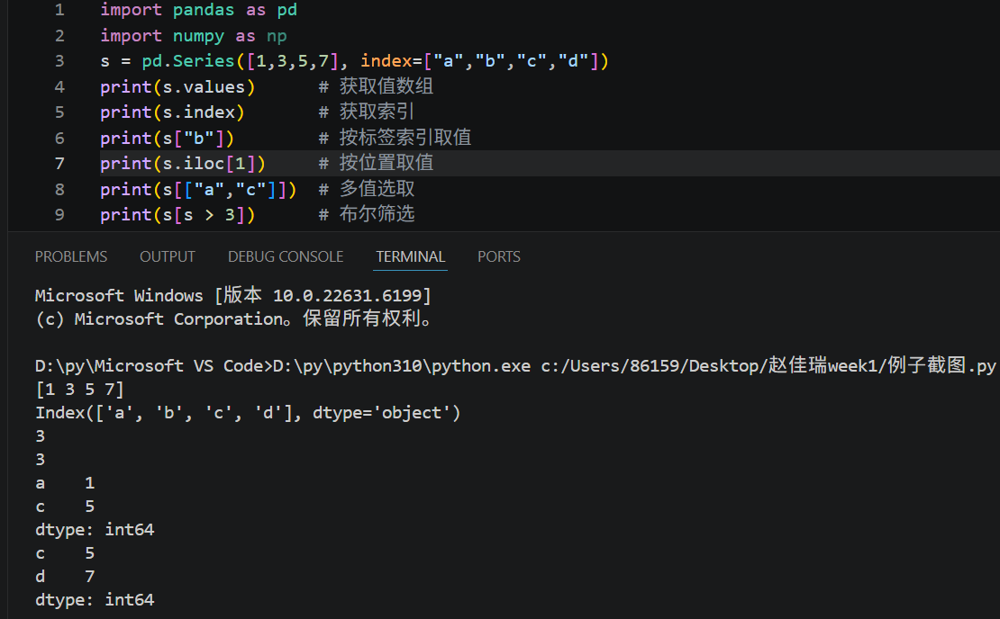 1 import pandas as pd
2 import numpy as np
3 s = pd.Series([1,3,5,7], index=["a","b","c","d"])
4 print(s.values)      # 获取值数组
5 print(s.index)       # 获取索引
6 print(s["b"])        # 按标签索引取值
7 print(s.iloc[1])     # 按位置取值
8 print(s[["a","c"]])  # 多值选取
9 print(s[s > 3])      # 布尔筛选
PROBLEMS OUTPUT DEBUG CONSOLE TERMINAL PORTS
Microsoft Windows [版本 10.0.22631.6199]
(c) Microsoft Corporation。保留所有权利。
D:\py\Microsoft VS Code>D:\py\python310\python.exe c:/Users/86159/Desktop/赵佳瑞week1/例子截图.py
[1 3 5 7]
Index(['a', 'b', 'c', 'd'], dtype='object')
3
3
a    1
c    5
dtype: int64
c    5
d    7
dtype: int64